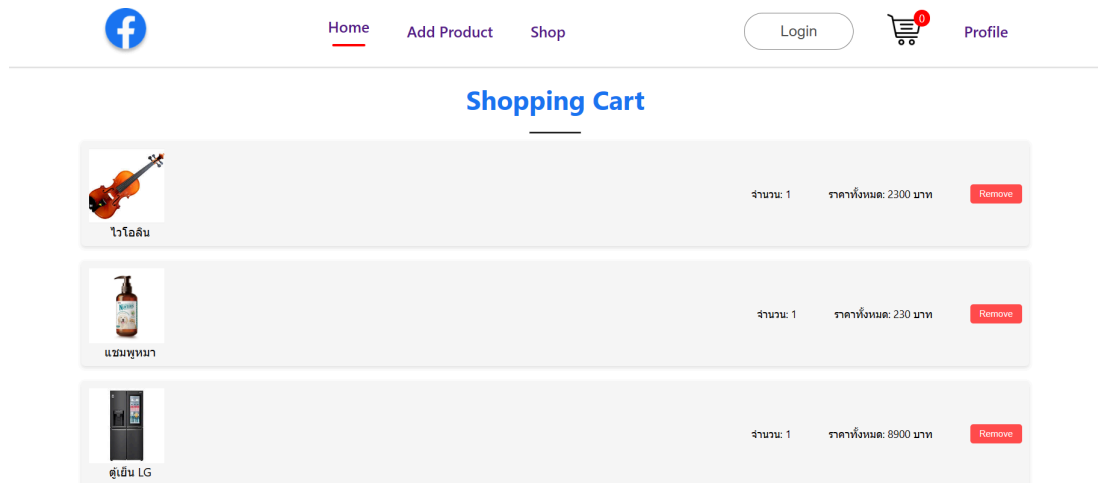 Home Add Product Shop Login 0 Profile
Shopping Cart
จำนวน: 1 ราคาทั้งหมด: 2300 บาท Remove
ไวโอลิน
จำนวน: 1 ราคาทั้งหมด: 230 บาท Remove
แชมพูหมา
จำนวน: 1 ราคาทั้งหมด: 8900 บาท Remove
ตู้เย็น LG